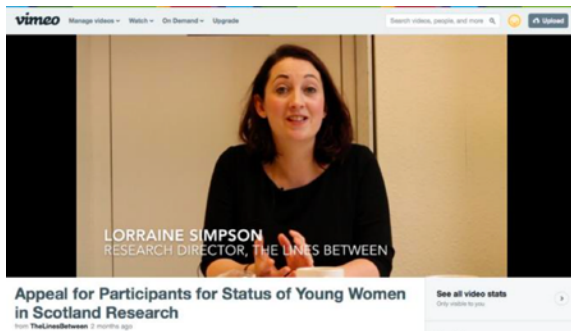 vimeo Manage videos Watch On Demand Upgrade Search videos, people, and more Upload
LORRAINE SIMPSON
RESEARCH DIRECTOR, THE LINES BETWEEN
Appeal for Participants for Status of Young Women
in Scotland Research
from TheLinesBetween 2 months ago
See all video stats
Only visible to you